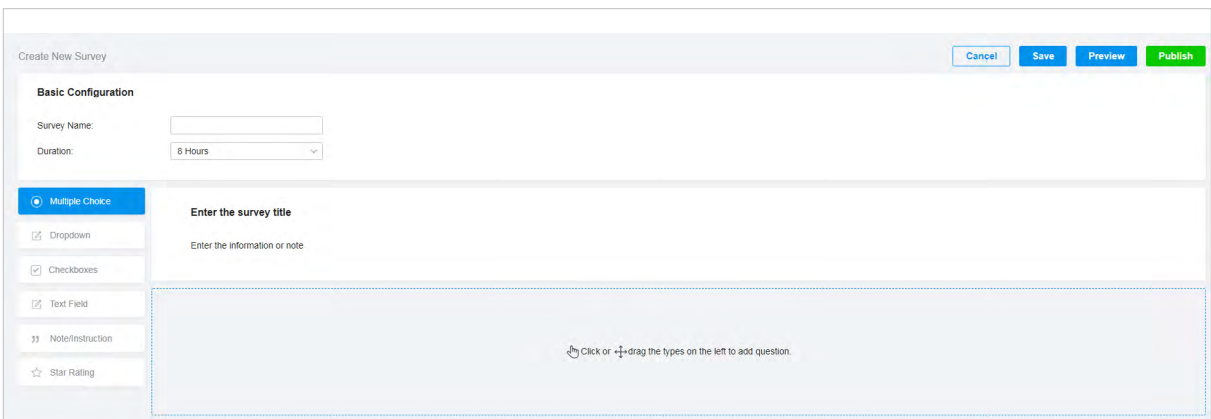 Create New Survey
Cancel Save Preview Publish
Basic Configuration
Survey Name:
Duration: 8 Hours
Multiple Choice
Dropdown
Checkboxes
Text Field
Note/Instruction
Star Rating
Enter the survey title
Enter the information or note
Click or drag the types on the left to add question.